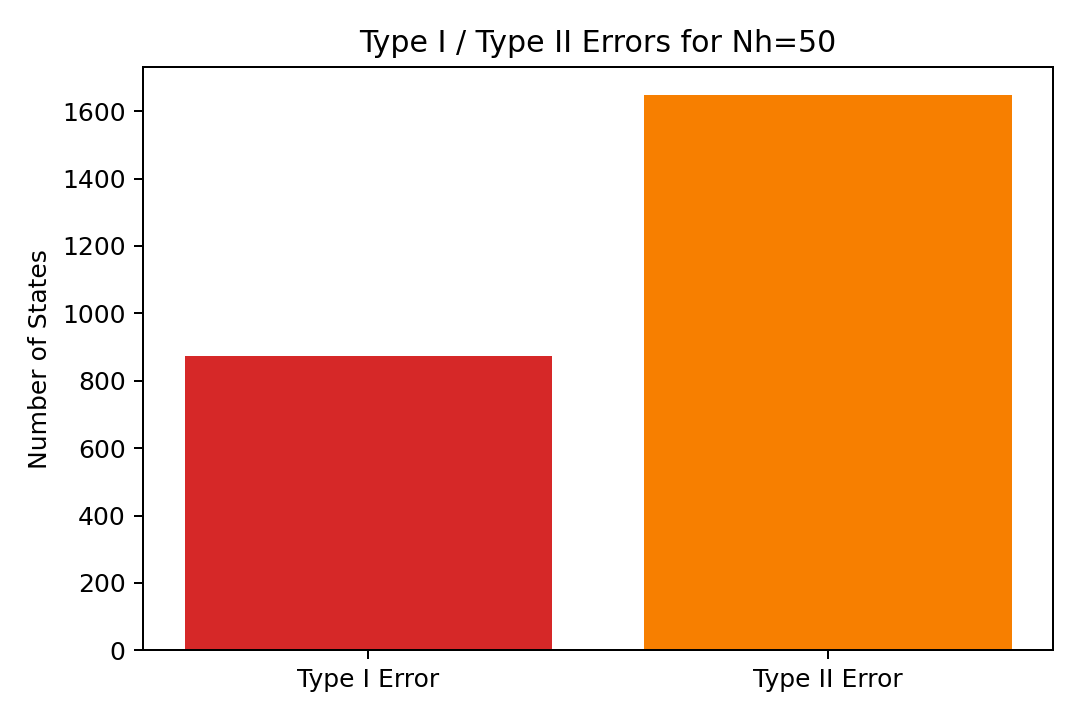 Type I / Type II Errors for Nh=50
Number of States
1600
1400
1200
1000
800
600
400
200
0
Type I Error
Type II Error